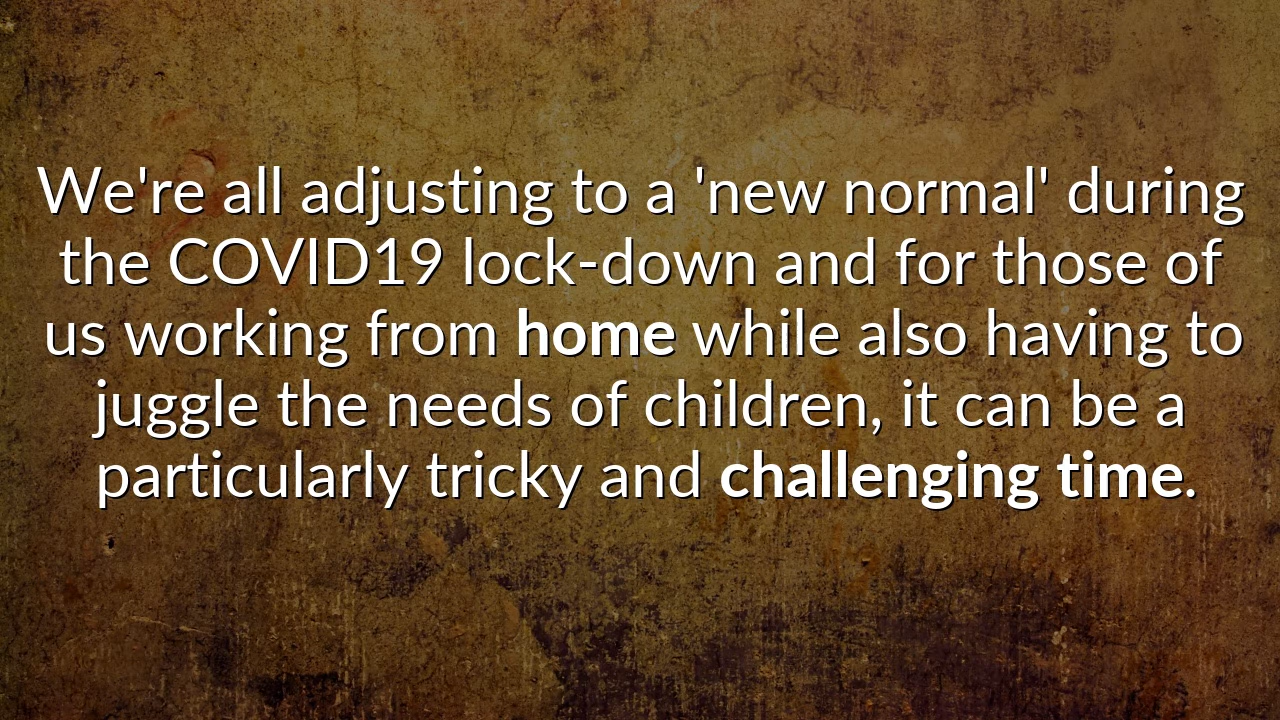 We're all adjusting to a 'new normal' during
the COVID19 lock-down and for those of
us working from home while also having to
juggle the needs of children, it can be a
particularly tricky and challenging time.